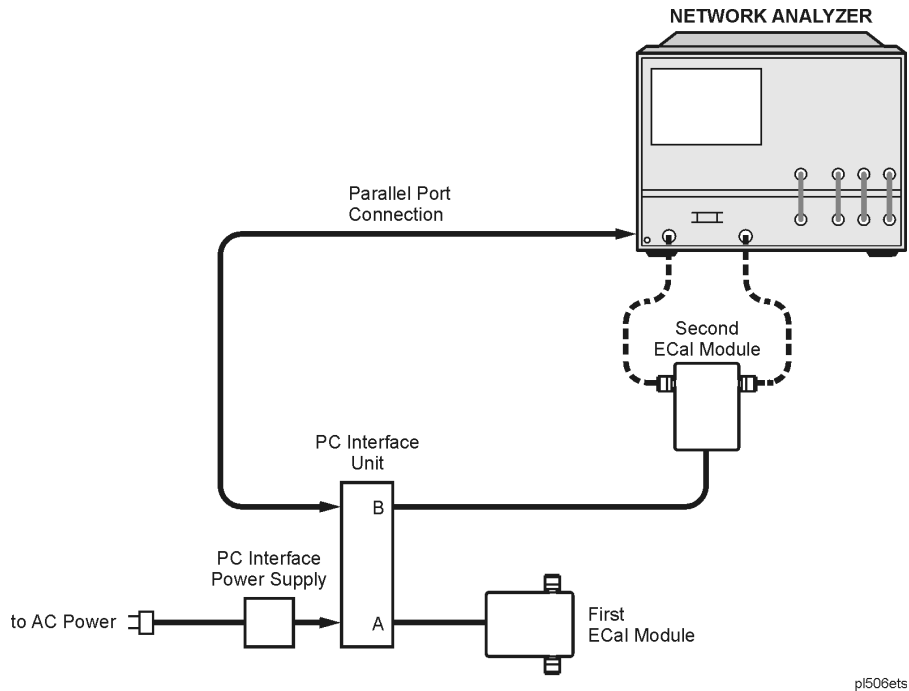 NETWORK ANALYZER
Parallel Port
Connection
Second
ECal Module
PC Interface
Unit
B
PC Interface
Power Supply
to AC Power
A
First
ECal Module
pl506ets